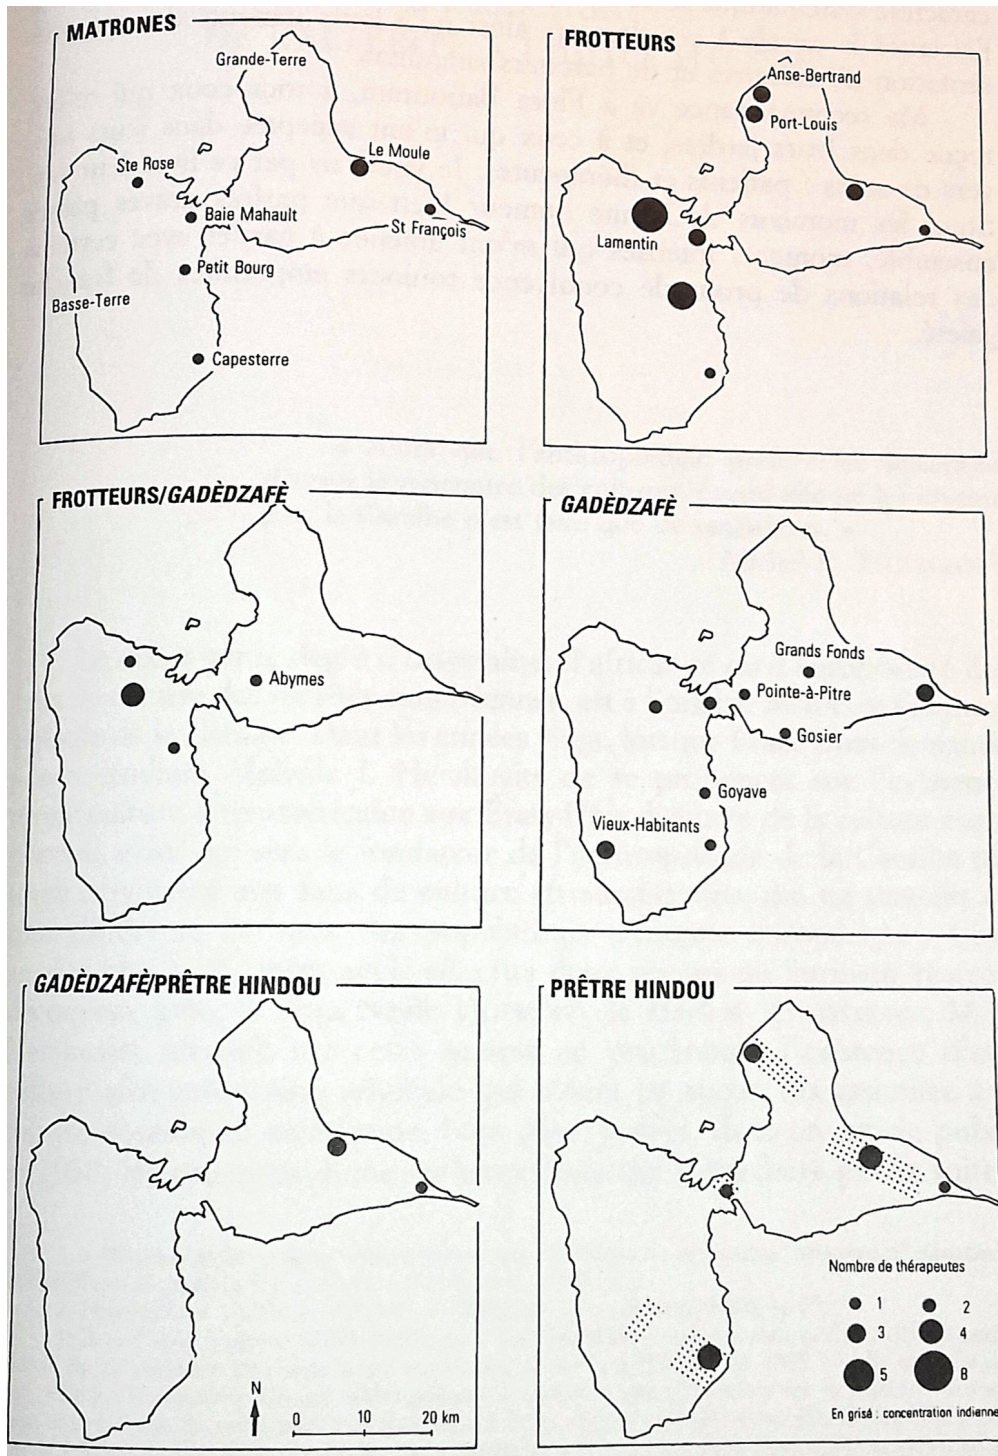 MATRONES
Grande-Terre
Le Moule
Ste Rose
Baie Mahault
St François
Petit Bourg
Basse-Terre
Capesterre
FROTTEURS
Anse-Bertrand
Port-Louis
Lamentin
FROTTEURS/GADÈDZAFÈ
Abymes
GADÈDZAFÈ
Grands Fonds
Pointe-à-Pitre
Gosier
Goyave
Vieux-Habitants
GADÈDZAFÈ/PRÊTRE HINDOU
N
0 10 20 km
PRÊTRE HINDOU
Nombre de thérapeutes
1 2
3 4
5 8
En grisé : concentration indienne